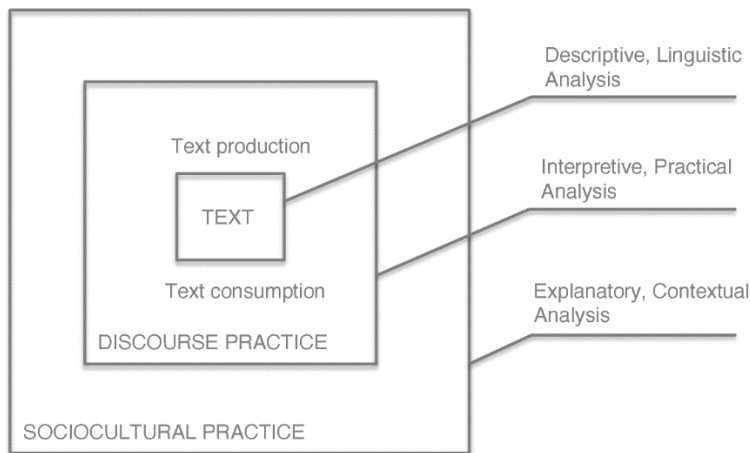 Descriptive, Linguistic
Analysis
Text production
Interpretive, Practical
Analysis
TEXT
Text consumption
Explanatory, Contextual
Analysis
DISCOURSE PRACTICE
SOCIOCULTURAL PRACTICE